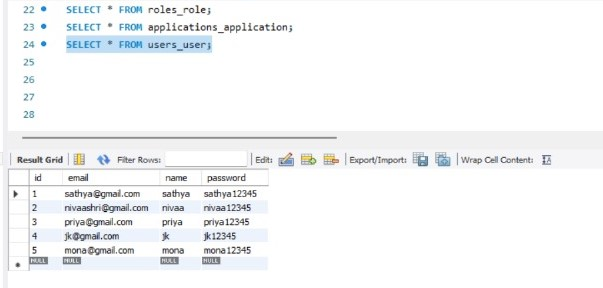 22 SELECT * FROM roles_role;
23 SELECT * FROM applications_application;
24 SELECT * FROM users_user;
25
26
27
28
Result Grid Filter Rows: Edit: Export/Import: Wrap Cell Content:
id email name password
1 sathya@gmail.com sathya sathya12345
2 nivaashri@gmail.com nivaa nivaa12345
3 priya@gmail.com priya priya12345
4 jk@gmail.com jk jk12345
5 mona@gmail.com mona mona12345
NULL NULL NULL NULL